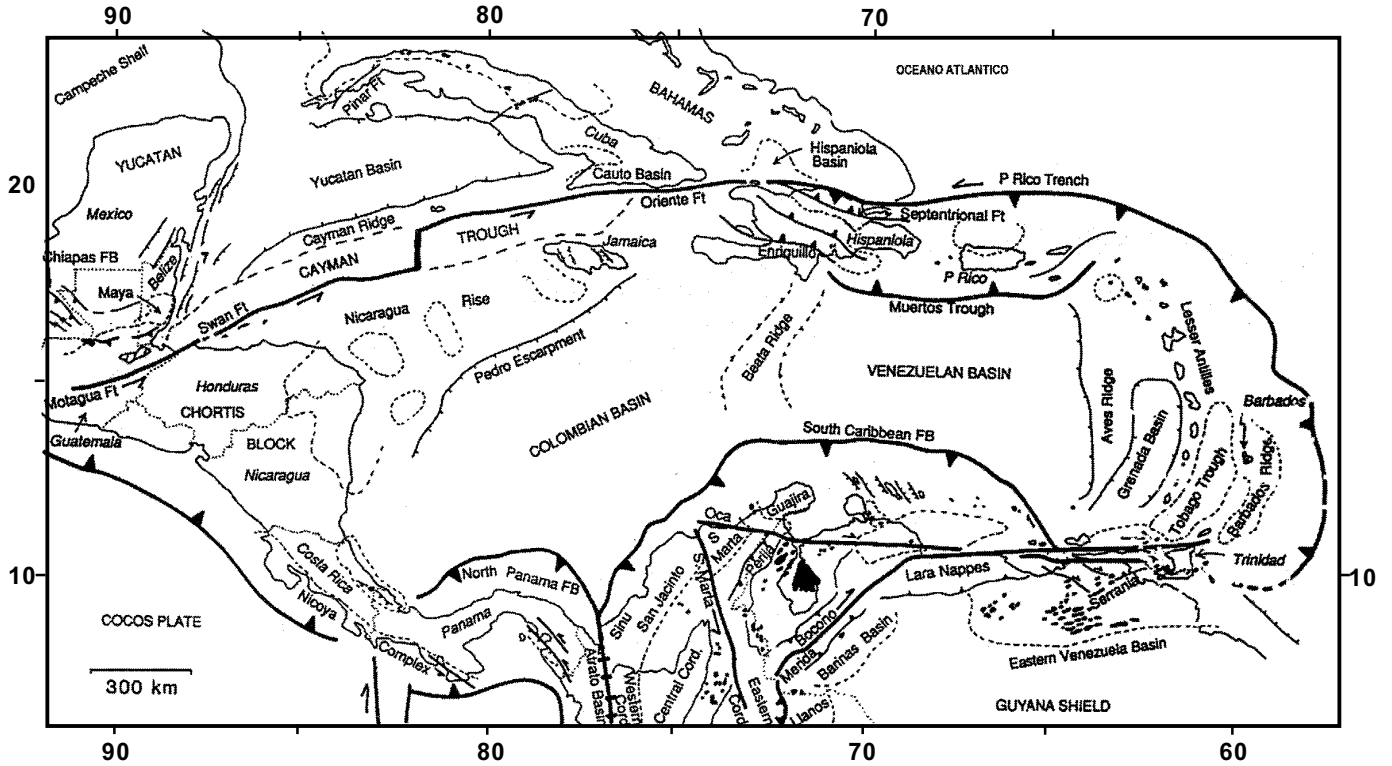 90
80
70
Campeche Shelf
Pinar Ft
OCEANO ATLANTICO
BAHAMAS
YUCATAN
Cuba
Hispaniola
Basin
Yucatan Basin
Cauto Basin
20
P Rico Trench
Oriente Ft
Mexico
Septentrional Ft
Cayman Ridge
TROUGH
Jamaica
Hispaniola
Chiapas FB
Belize
CAYMAN
Enriquillo
P Rico
Maya
Swan Ft
Nicaragua
Rise
Muertos Trough
Lesser Antilles
Pedro Escarpment
Beata Ridge
Honduras
VENEZUELAN BASIN
Motagua Ft
CHORTIS
Aves Ridge
Barbados
Guatemala
BLOCK
COLOMBIAN BASIN
South Caribbean FB
Grenada Basin
Nicaragua
Tobago Trough
Barbados Ridge
Guajira
Oca
S Marta
Costa Rica
Perija
S. Marta
Trinidad
10
North Panama FB
Lara Nappes
10
Nicoya
San Jacinto
Serrania
COCOS PLATE
Panama
Sinu
Bocono
Complex
Merida
Barinas Basin
Eastern Venezuela Basin
300 km
Atrato Basin
Western
Cord
Central Cord.
Eastern
Cord
Llanos
GUYANA SHIELD
90
80
70
60